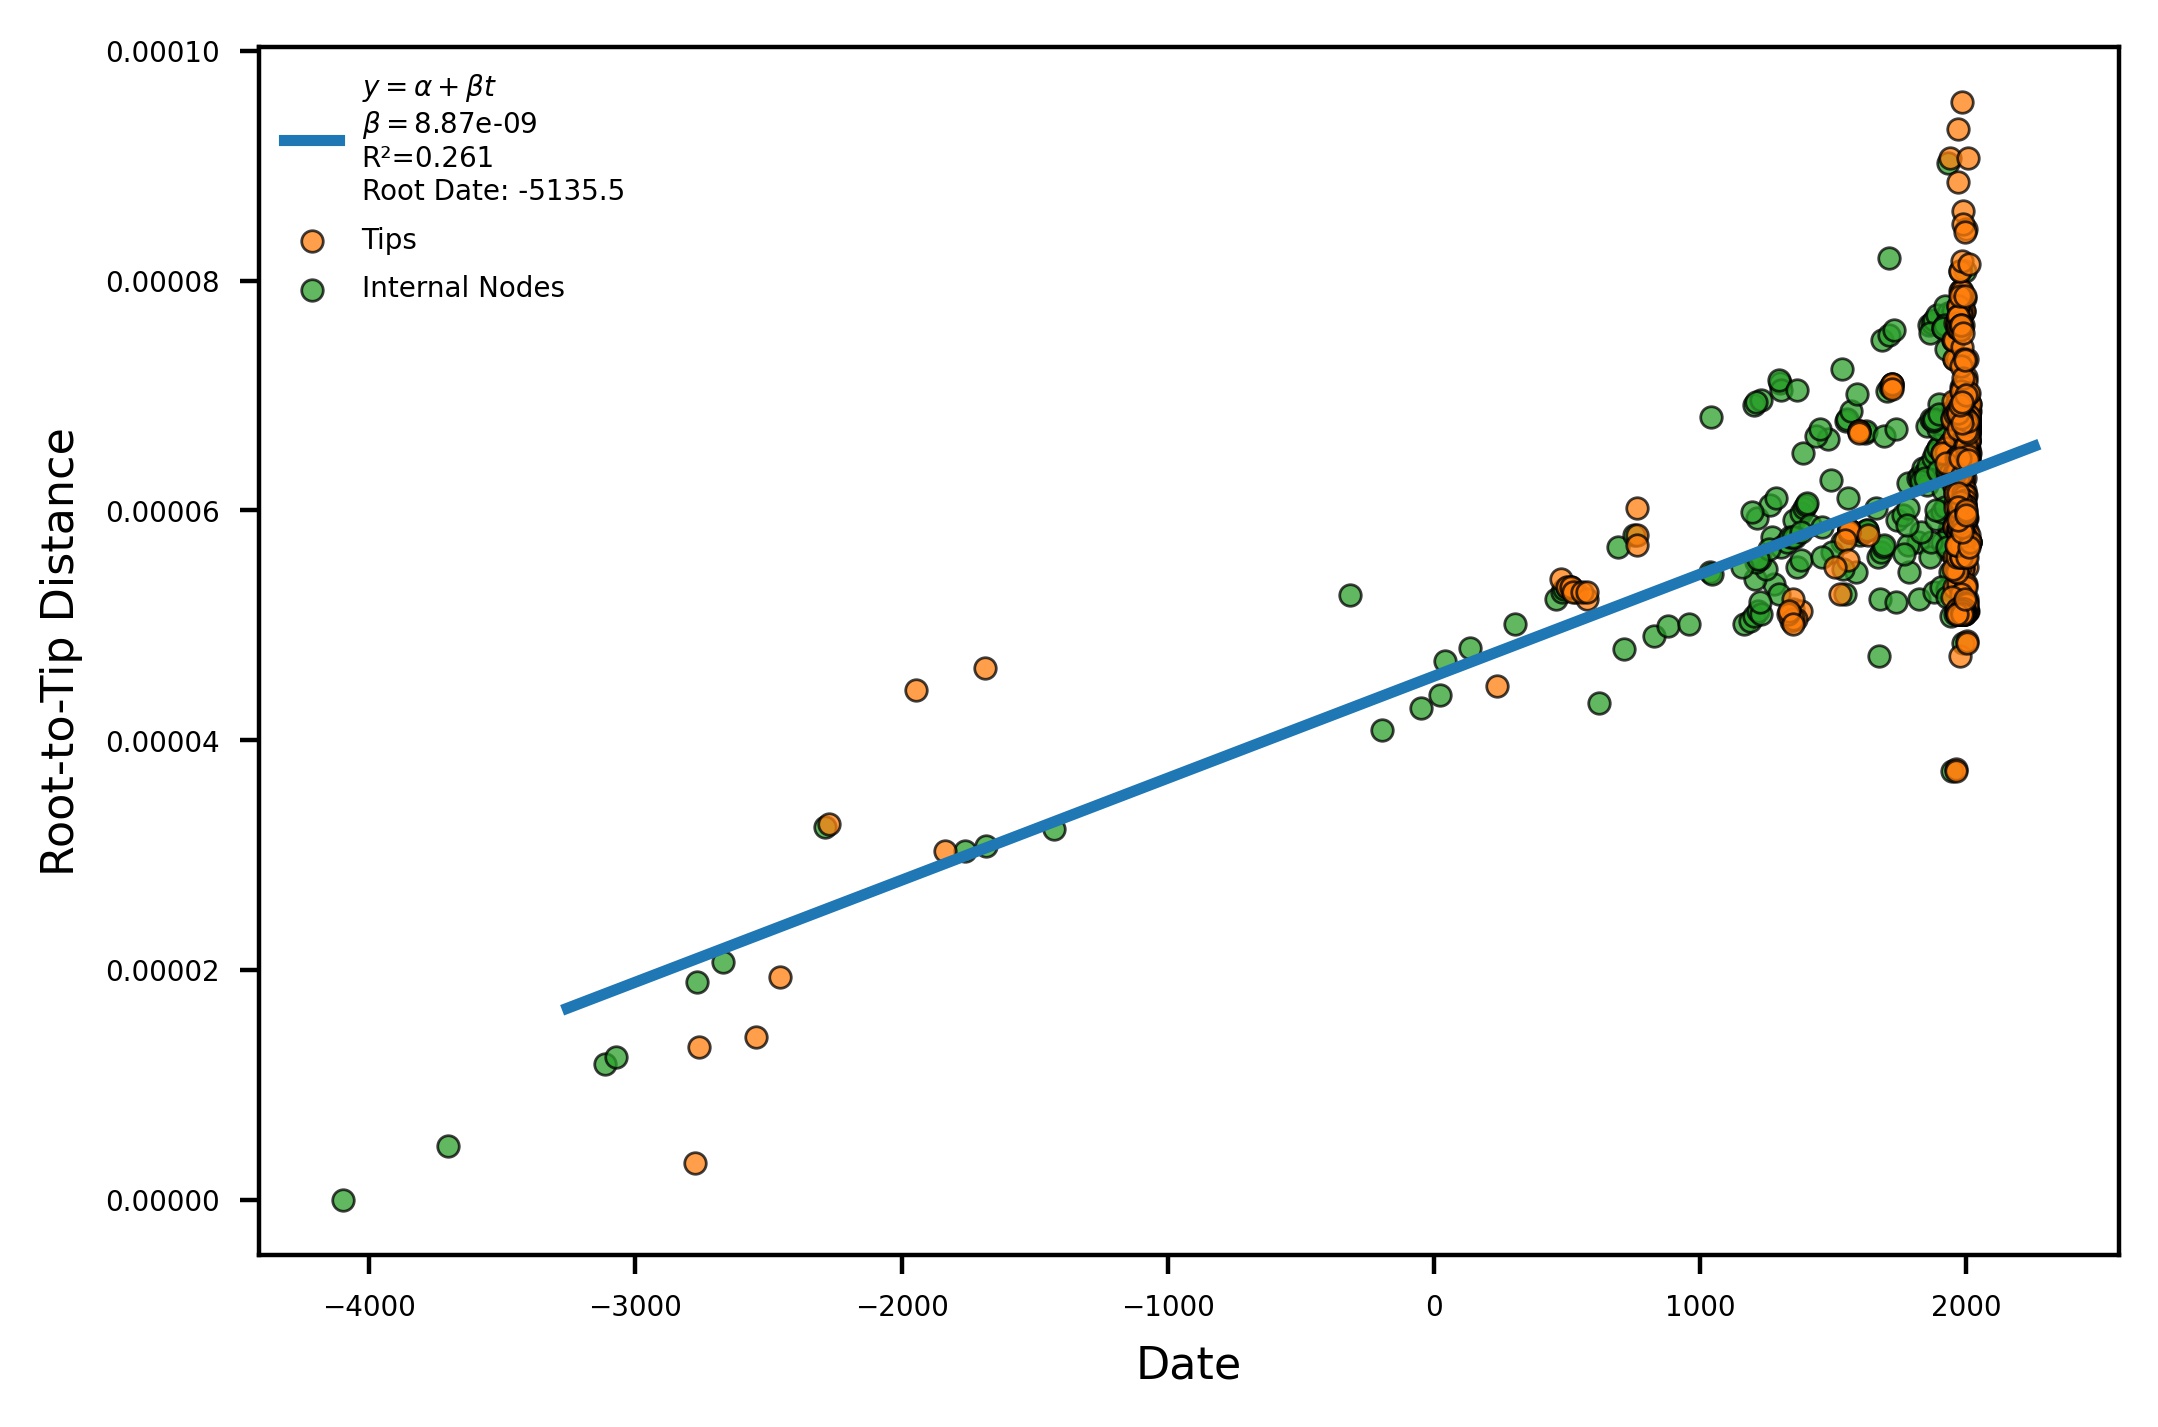 0.00010
0.00008
0.00006
0.00004
0.00002
0.00000
Root-to-Tip Distance
y = α + βt
β = 8.87e-09
R²=0.261
Root Date: -5135.5
Tips
Internal Nodes
−4000
−3000
−2000
−1000
0
1000
2000
Date